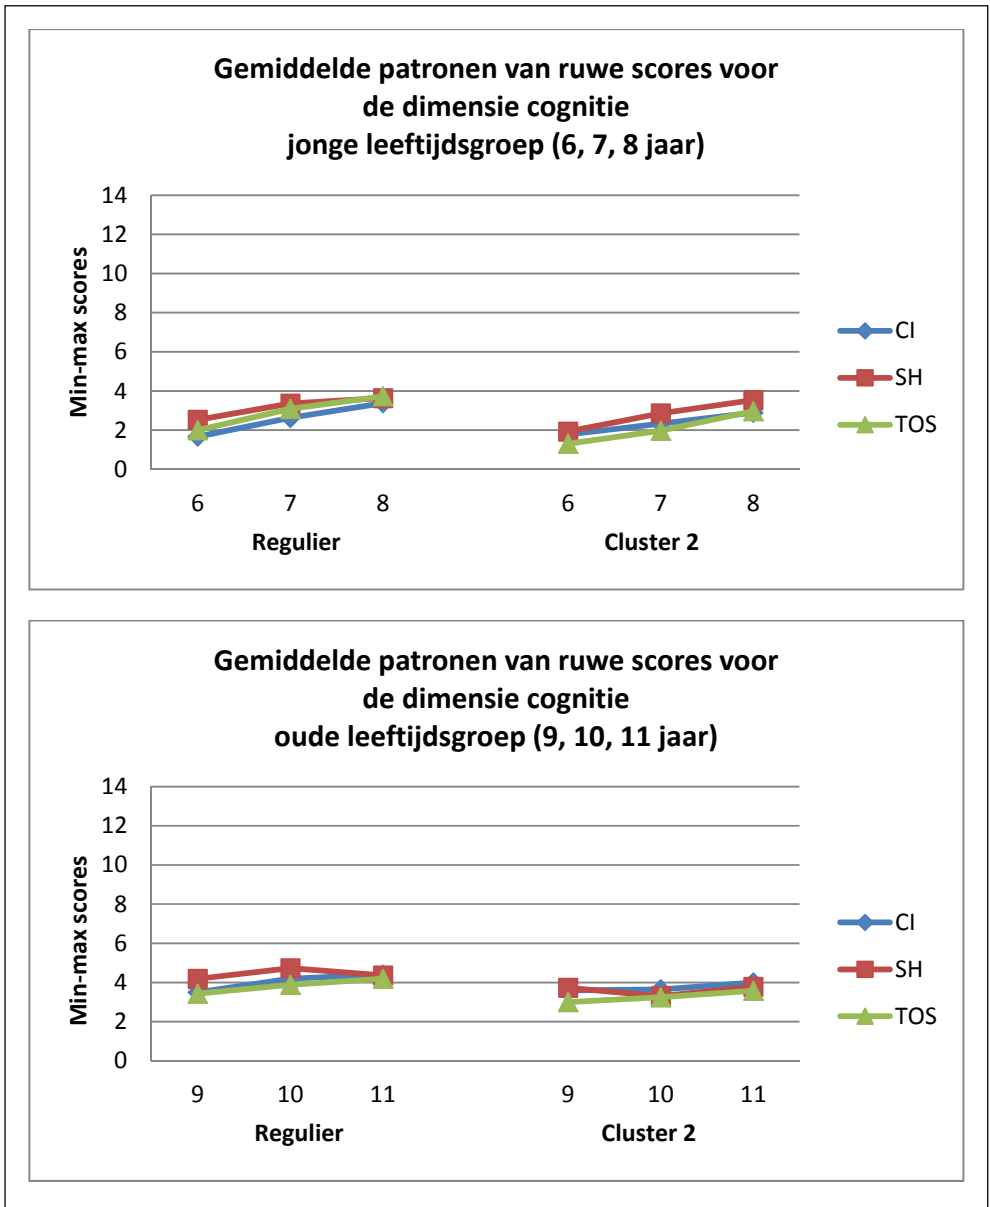 Gemiddelde patronen van ruwe scores voor
de dimensie cognitie
jonge leeftijdsgroep (6, 7, 8 jaar)
Min-max scores
14
12
10
8
6
4
2
0
6 7 8 6 7 8
Regulier Cluster 2
CI
SH
TOS
Gemiddelde patronen van ruwe scores voor
de dimensie cognitie
oude leeftijdsgroep (9, 10, 11 jaar)
Min-max scores
14
12
10
8
6
4
2
0
9 10 11 9 10 11
Regulier Cluster 2
CI
SH
TOS